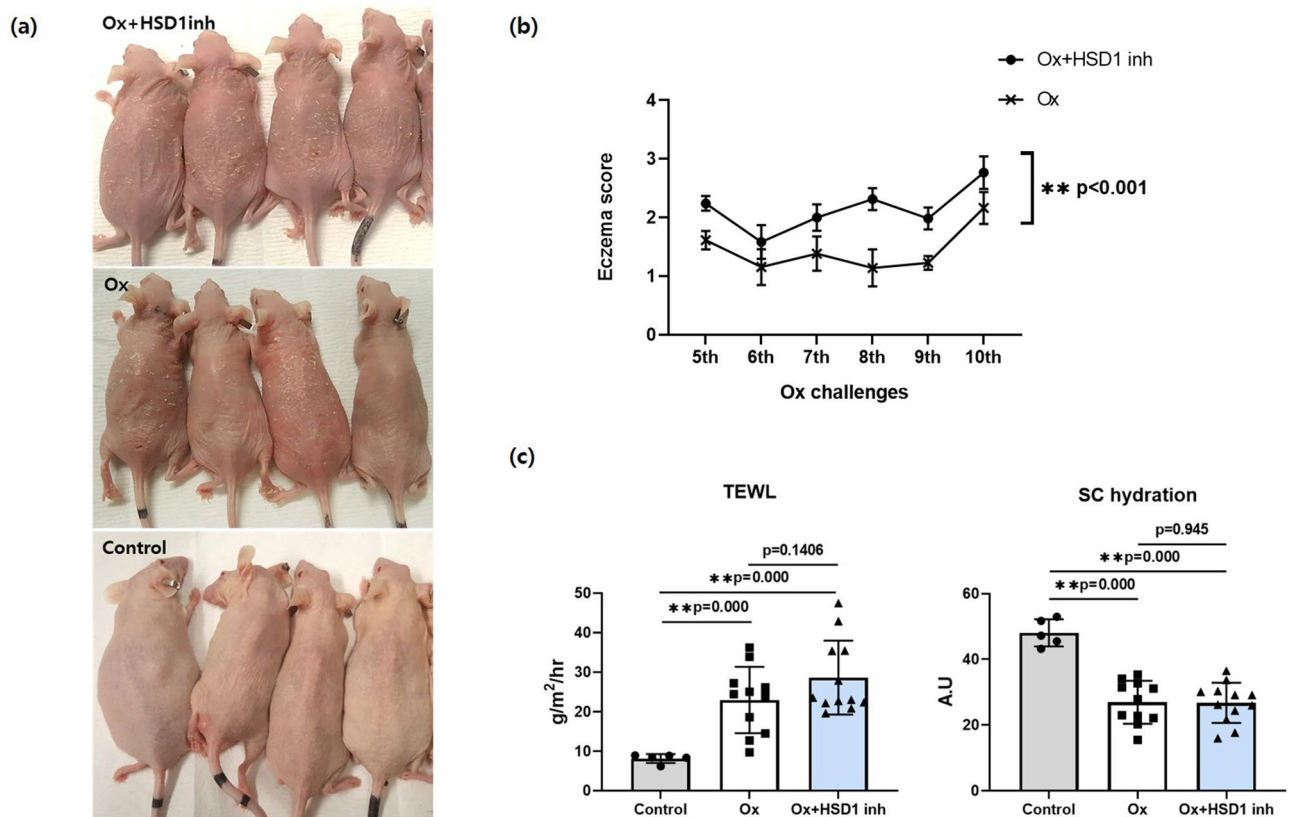 (a)
Ox+HSD1inh
Ox
Control
(b)
Ox+HSD1 inh
Ox
Eczema score
4
3
2
1
0
** p<0.001
5th 6th 7th 8th 9th 10th
Ox challenges
(c)
TEWL
p=0.1406
**p=0.000
**p=0.000
g/m²/hr
50
40
30
20
10
0
Control Ox Ox+HSD1 inh
SC hydration
p=0.945
**p=0.000
**p=0.000
A.U
60
40
20
0
Control Ox Ox+HSD1 inh